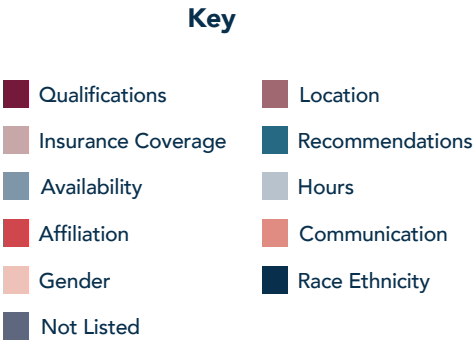 Key
Qualifications
Location
Insurance Coverage
Recommendations
Availability
Hours
Affiliation
Communication
Gender
Race Ethnicity
Not Listed